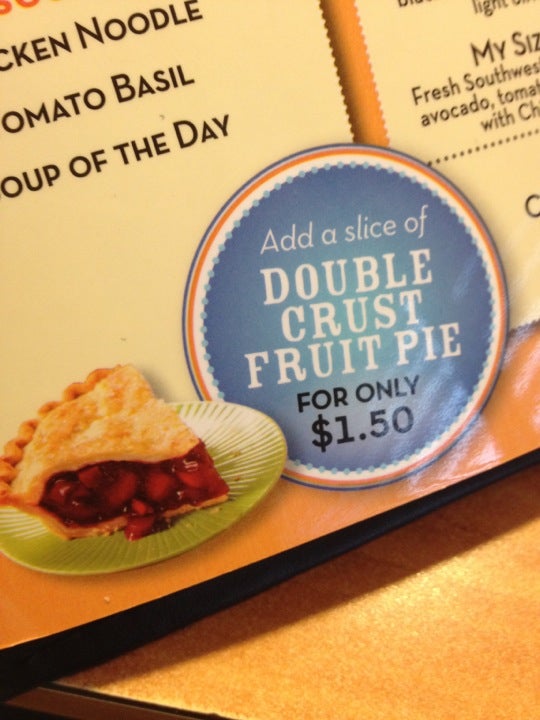 CKEN NOODLE
OMATO BASIL
OUP OF THE DAY
Add a slice of
DOUBLE
CRUST
FRUIT PIE
FOR ONLY
$1.50
light
MY SIZ
Fresh Southwes
avocado, tomat
with Ch